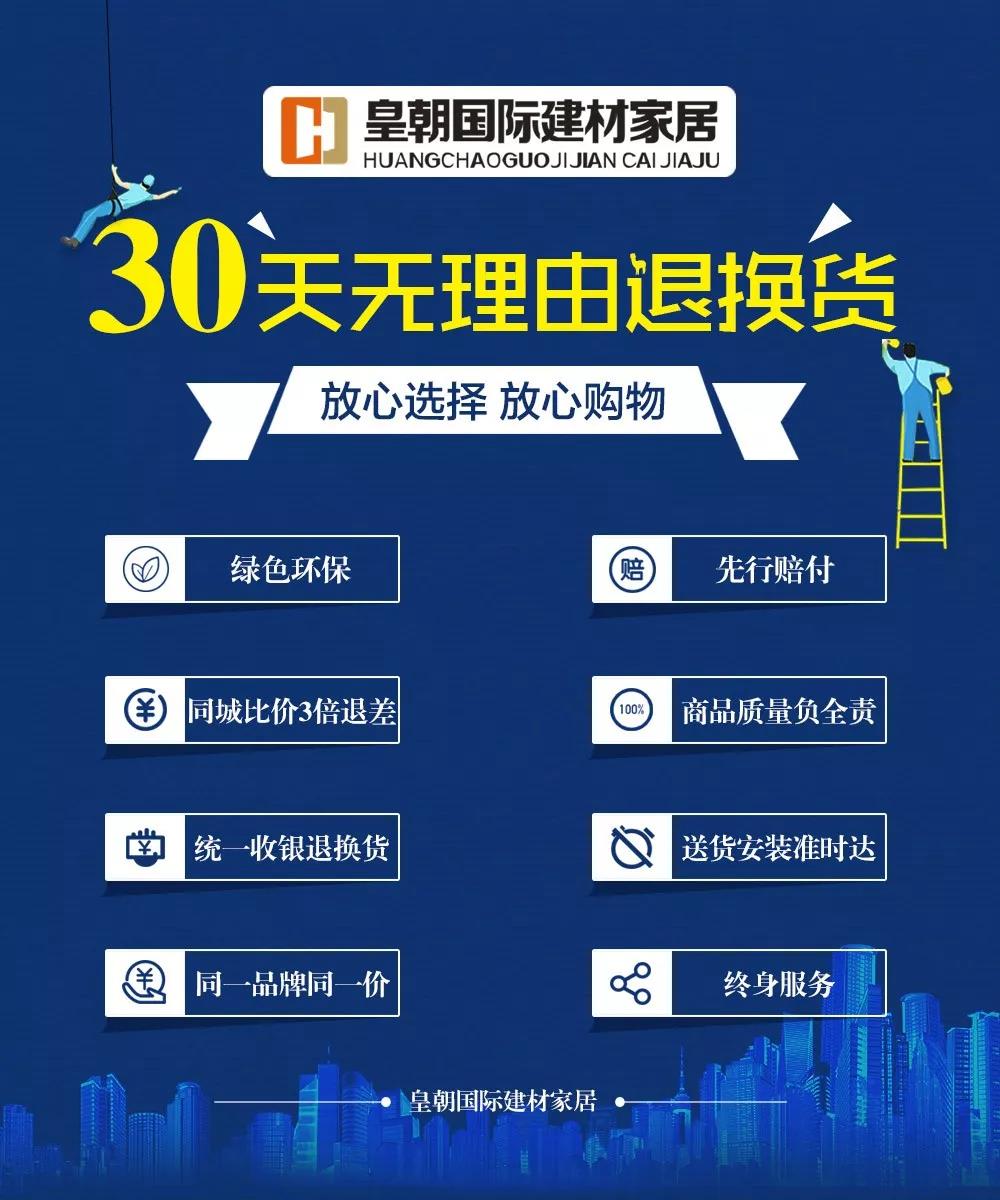 皇朝国际建材家居
HUANGCHAOGUOJIJIAN CAI JIAJU
30天无理由退换货
放心选择 放心购物
绿色环保
赔 先行赔付
¥ 同城比价3倍退差
100% 商品质量负全责
¥ 统一收银退换货
送货安装准时达
¥ 同一品牌同一价
终身服务
皇朝国际建材家居